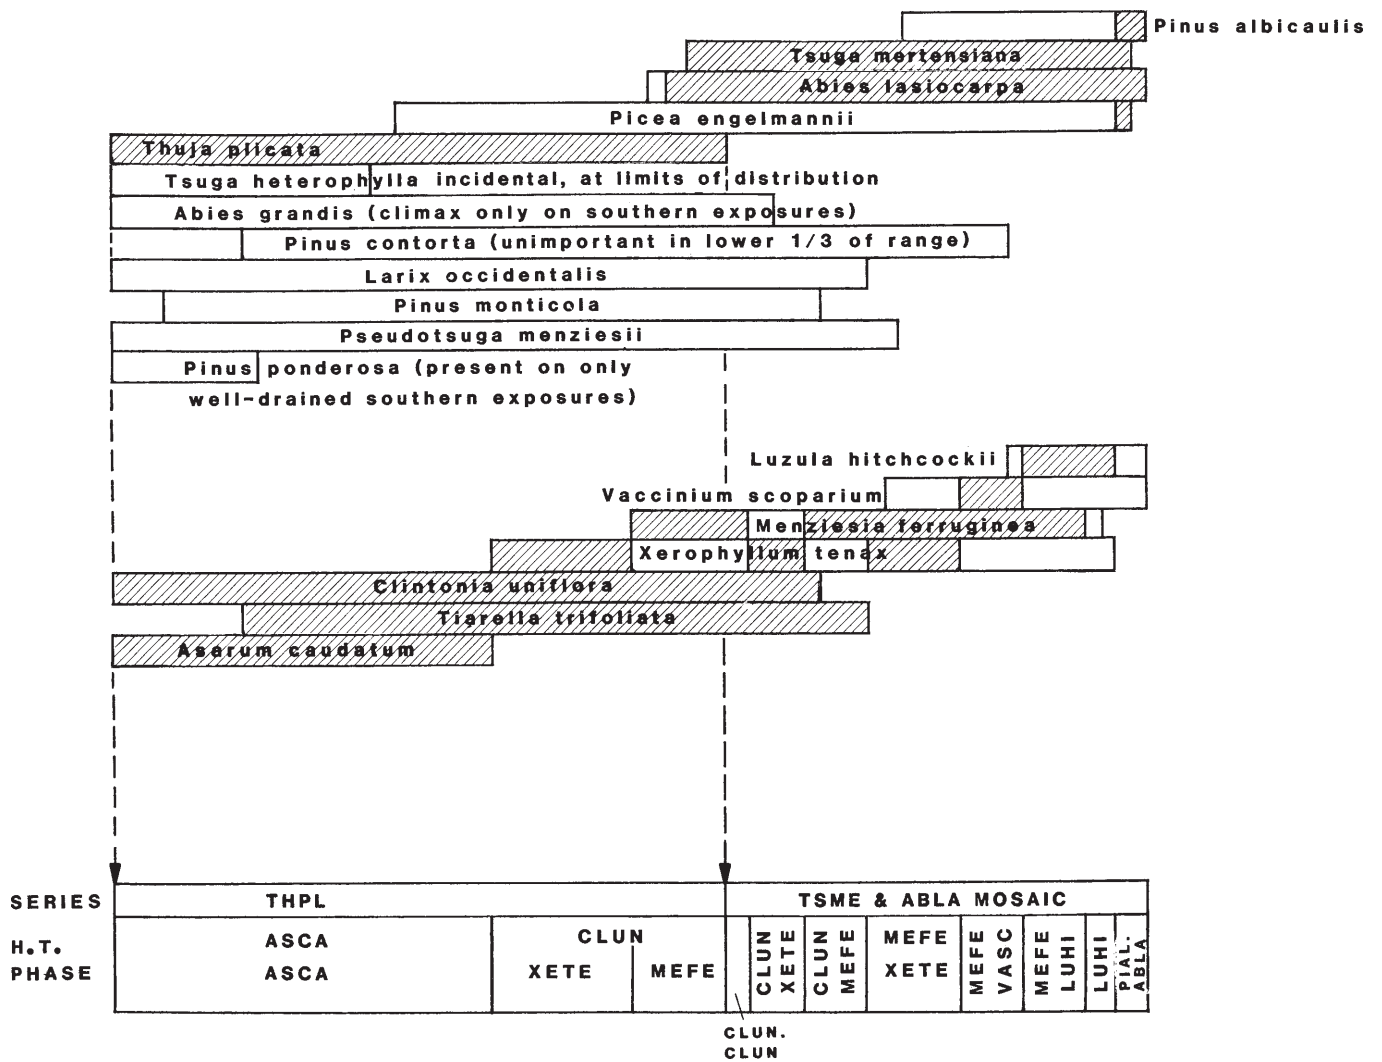 Pinus albicaulis
Tsuga mertensiana
Abies lasiocarpa
Picea engelmannii
Thuja plicata
Tsuga heterophylla incidental, at limits of distribution
Abies grandis (climax only on southern exposures)
Pinus contorta (unimportant in lower 1/3 of range)
Larix occidentalis
Pinus monticola
Pseudotsuga menziesii
Pinus ponderosa (present on only
well-drained southern exposures)
Luzula hitchcockii
Vaccinium scoparium
Menziesia ferruginea
Xerophyllum tenax
Clintonia uniflora
Tiarella trifoliata
Asarum caudatum
SERIES
THPL
TSME & ABLA MOSAIC
H.T.
PHASE
ASCA
ASCA
CLUN
XETE
MEFE
CLUN.
CLUN
CLUN
XETE
CLUN
MEFE
MEFE
XETE
MEFE
VASC
MEFE
LUHI
LUHI
PIAL.
ABLA